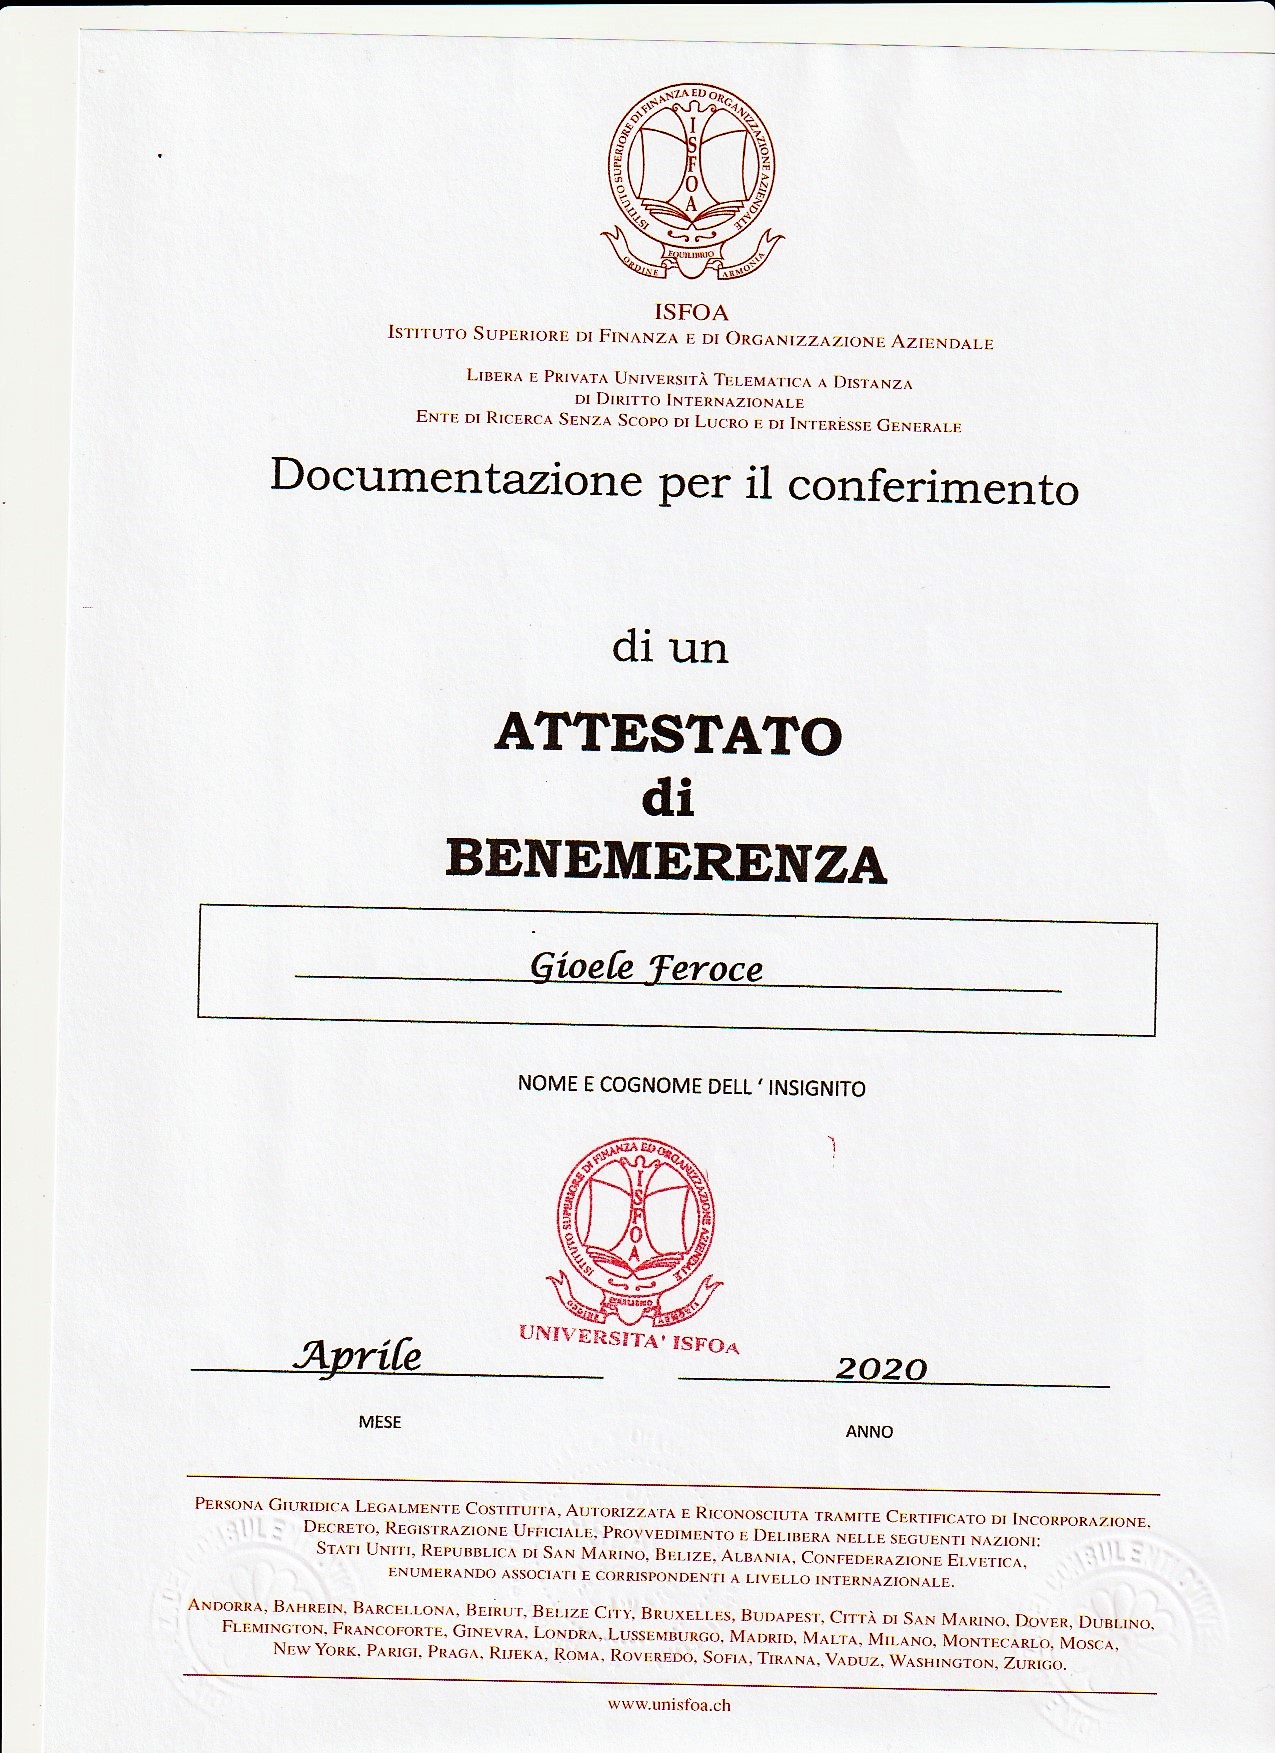 ISTITUTO SUPERIORE DI FINANZA ED ORGANIZZAZIONE AZIENDALE
ISFOA
ORDINE EQUILIBRIO ARMONIA
ISFOA
ISTITUTO SUPERIORE DI FINANZA E DI ORGANIZZAZIONE AZIENDALE
LIBERA E PRIVATA UNIVERSITÀ TELEMATICA A DISTANZA
DI DIRITTO INTERNAZIONALE
ENTE DI RICERCA SENZA SCOPO DI LUCRO E DI INTERESSE GENERALE
Documentazione per il conferimento
di un
ATTESTATO
di
BENEMERENZA
Gioele Feroce
NOME E COGNOME DELL ' INSIGNITO
ISTITUTO SUPERIORE DI FINANZA ED ORGANIZZAZIONE AZIENDALE
ISFOA
UNIVERSITA' ISFOA
Aprile 2020
MESE ANNO
PERSONA GIURIDICA LEGALMENTE COSTITUITA, AUTORIZZATA E RICONOSCIUTA TRAMITE CERTIFICATO DI INCORPORAZIONE,
DECRETO, REGISTRAZIONE UFFICIALE, PROVVEDIMENTO E DELIBERA NELLE SEGUENTI NAZIONI:
STATI UNITI, REPUBBLICA DI SAN MARINO, BELIZE, ALBANIA, CONFEDERAZIONE ELVETICA,
ENUMERANDO ASSOCIATI E CORRISPONDENTI A LIVELLO INTERNAZIONALE.
ANDORRA, BAHREIN, BARCELLONA, BEIRUT, BELIZE CITY, BRUXELLES, BUDAPEST, CITTÀ DI SAN MARINO, DOVER, DUBLINO,
FLEMINGTON, FRANCOFORTE, GINEVRA, LONDRA, LUSSEMBURGO, MADRID, MALTA, MILANO, MONTECARLO, MOSCA,
NEW YORK, PARIGI, PRAGA, RIJEKA, ROMA, ROVEREDO, SOFIA, TIRANA, VADUZ, WASHINGTON, ZURIGO.
www.unisfoa.ch